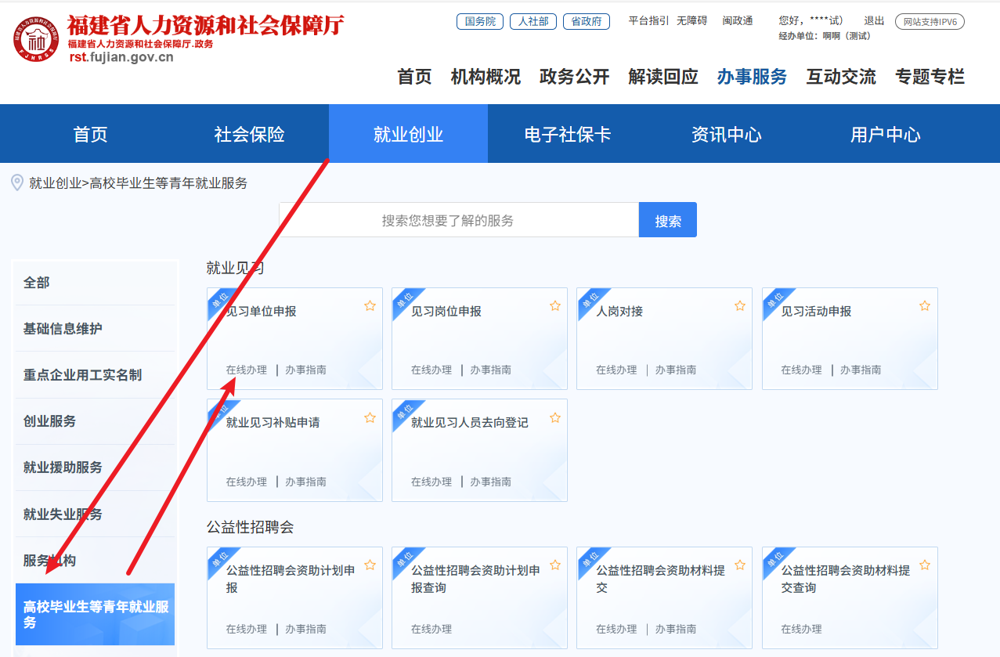 福建省人力资源和社会保障厅
福建省人力资源和社会保障厅.政务
rst.fujian.gov.cn
FJHRSS
国务院 人社部 省政府 平台指引 无障碍 闽政通 您好，****试） 退出 网站支持IPV6
经办单位：啊啊（测试）
首页 机构概况 政务公开 解读回应 办事服务 互动交流 专题专栏
首页 社会保险 就业创业 电子社保卡 资讯中心 用户中心
就业创业>高校毕业生等青年就业服务
搜索您想要了解的服务 搜索
全部
基础信息维护
重点企业用工实名制
创业服务
就业援助服务
就业失业服务
服务机构
高校毕业生等青年就业服
务
就业见习
单位 单位 单位 单位
见习单位申报 见习岗位申报 人岗对接 见习活动申报
在线办理 | 办事指南 在线办理 | 办事指南 在线办理 | 办事指南 在线办理 | 办事指南
单位 单位
就业见习补贴申请 就业见习人员去向登记
在线办理 | 办事指南 在线办理 | 办事指南
公益性招聘会
单位 单位 单位 单位
公益性招聘会资助计划申 公益性招聘会资助计划申 公益性招聘会资助材料提 公益性招聘会资助材料提
报 报查询 交 交查询
在线办理 | 办事指南 在线办理 在线办理 | 办事指南 在线办理